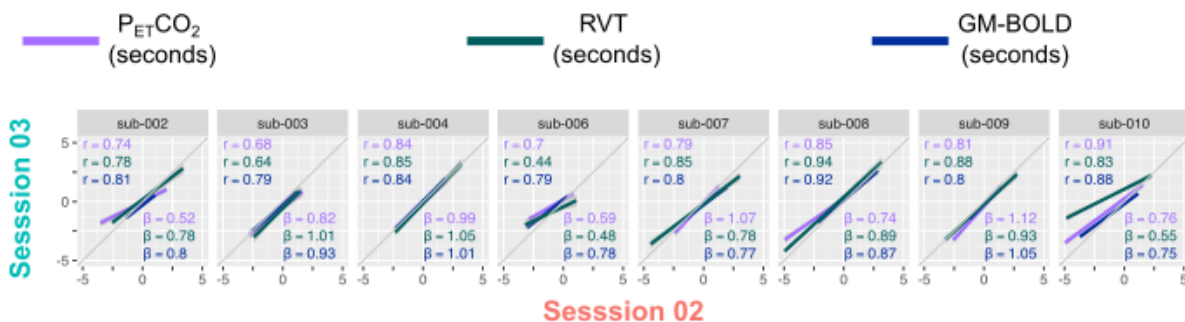 PETCO2 (seconds)
RVT (seconds)
GM-BOLD (seconds)
Sesssion 03
sub-002
sub-003
sub-004
sub-006
sub-007
sub-008
sub-009
sub-010
5
0
-5
r = 0.74
r = 0.78
r = 0.81
β = 0.52
β = 0.78
β = 0.8
r = 0.68
r = 0.64
r = 0.79
β = 0.82
β = 1.01
β = 0.93
r = 0.84
r = 0.85
r = 0.84
β = 0.99
β = 1.05
β = 1.01
r = 0.7
r = 0.44
r = 0.79
β = 0.59
β = 0.48
β = 0.78
r = 0.79
r = 0.85
r = 0.8
β = 1.07
β = 0.78
β = 0.77
r = 0.85
r = 0.94
r = 0.92
β = 0.74
β = 0.89
β = 0.87
r = 0.81
r = 0.88
r = 0.8
β = 1.12
β = 0.93
β = 1.05
r = 0.91
r = 0.83
r = 0.88
β = 0.76
β = 0.55
β = 0.75
-5 0 5 -5 0 5 -5 0 5 -5 0 5 -5 0 5 -5 0 5 -5 0 5 -5 0 5
Sesssion 02